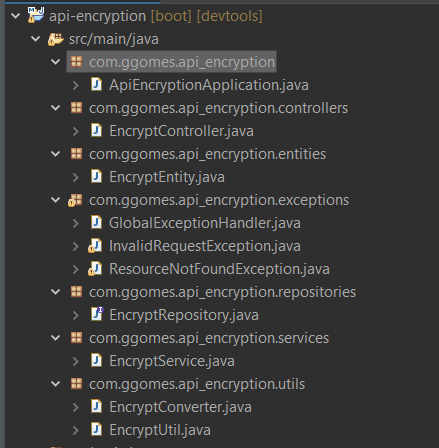 api-encryption [boot] [devtools]
src/main/java
com.ggomes.api_encryption
ApiEncryptionApplication.java
com.ggomes.api_encryption.controllers
EncryptController.java
com.ggomes.api_encryption.entities
EncryptEntity.java
com.ggomes.api_encryption.exceptions
GlobalExceptionHandler.java
InvalidRequestException.java
ResourceNotFoundException.java
com.ggomes.api_encryption.repositories
EncryptRepository.java
com.ggomes.api_encryption.services
EncryptService.java
com.ggomes.api_encryption.utils
EncryptConverter.java
EncryptUtil.java